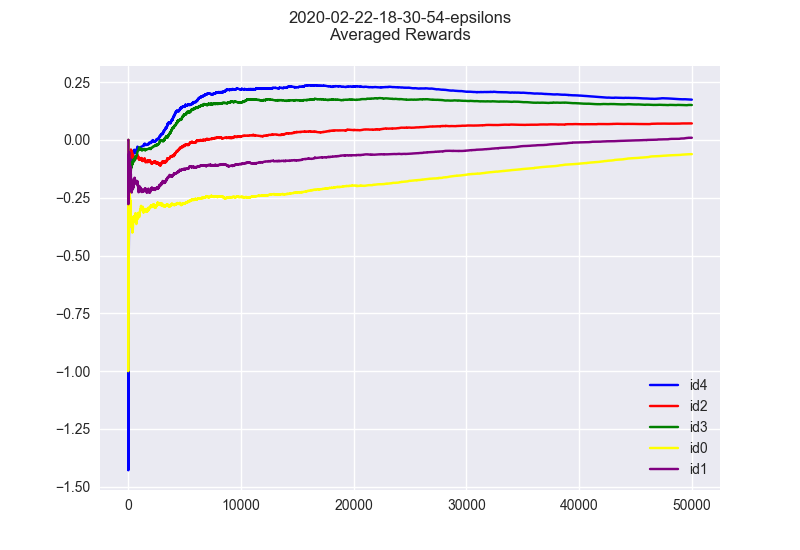 2020-02-22-18-30-54-epsilons
Averaged Rewards
0.25
0.00
−0.25
−0.50
−0.75
−1.00
−1.25
−1.50
0 10000 20000 30000 40000 50000
id4
id2
id3
id0
id1